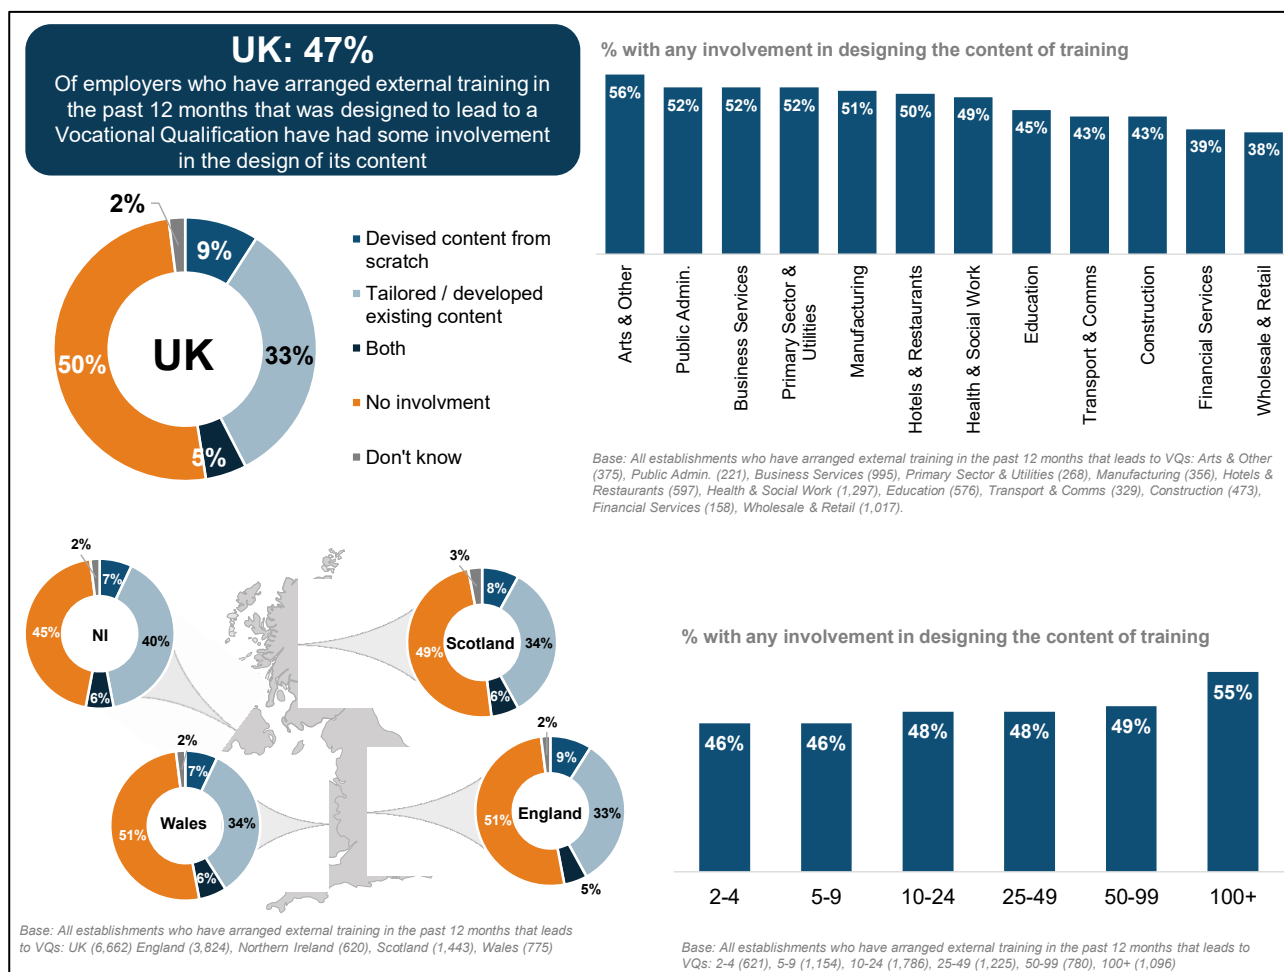 UK: 47%
Of employers who have arranged external training in
the past 12 months that was designed to lead to a
Vocational Qualification have had some involvement
in the design of its content
2%
9%
33%
5%
50%
UK
Devised content from
scratch
Tailored / developed
existing content
Both
No involvment
Don't know
% with any involvement in designing the content of training
56%
52%
52%
52%
51%
50%
49%
45%
43%
43%
39%
38%
Arts & Other
Public Admin.
Business Services
Primary Sector &
Utilities
Manufacturing
Hotels & Restaurants
Health & Social Work
Education
Transport & Comms
Construction
Financial Services
Wholesale & Retail
Base: All establishments who have arranged external training in the past 12 months that leads to VQs: Arts & Other
(375), Public Admin. (221), Business Services (995), Primary Sector & Utilities (268), Manufacturing (356), Hotels &
Restaurants (597), Health & Social Work (1,297), Education (576), Transport & Comms (329), Construction (473),
Financial Services (158), Wholesale & Retail (1,017).
2%
7%
40%
6%
45%
NI
3%
8%
34%
6%
49%
Scotland
2%
7%
34%
6%
51%
Wales
2%
9%
33%
5%
51%
England
Base: All establishments who have arranged external training in the past 12 months that leads
to VQs: UK (6,662) England (3,824), Northern Ireland (620), Scotland (1,443), Wales (775)
% with any involvement in designing the content of training
46%
46%
48%
48%
49%
55%
2-4
5-9
10-24
25-49
50-99
100+
Base: All establishments who have arranged external training in the past 12 months that leads to
VQs: 2-4 (621), 5-9 (1,154), 10-24 (1,786), 25-49 (1,225), 50-99 (780), 100+ (1,096)